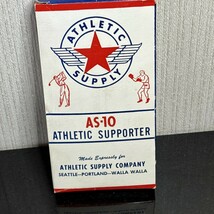 ATHLETIC
SUPPLY
AS-10
ATHLETIC SUPPORTER
Made Expressly for
ATHLETIC SUPPLY COMPANY
SEATTLE-PORTLAND-WALLA WALLA